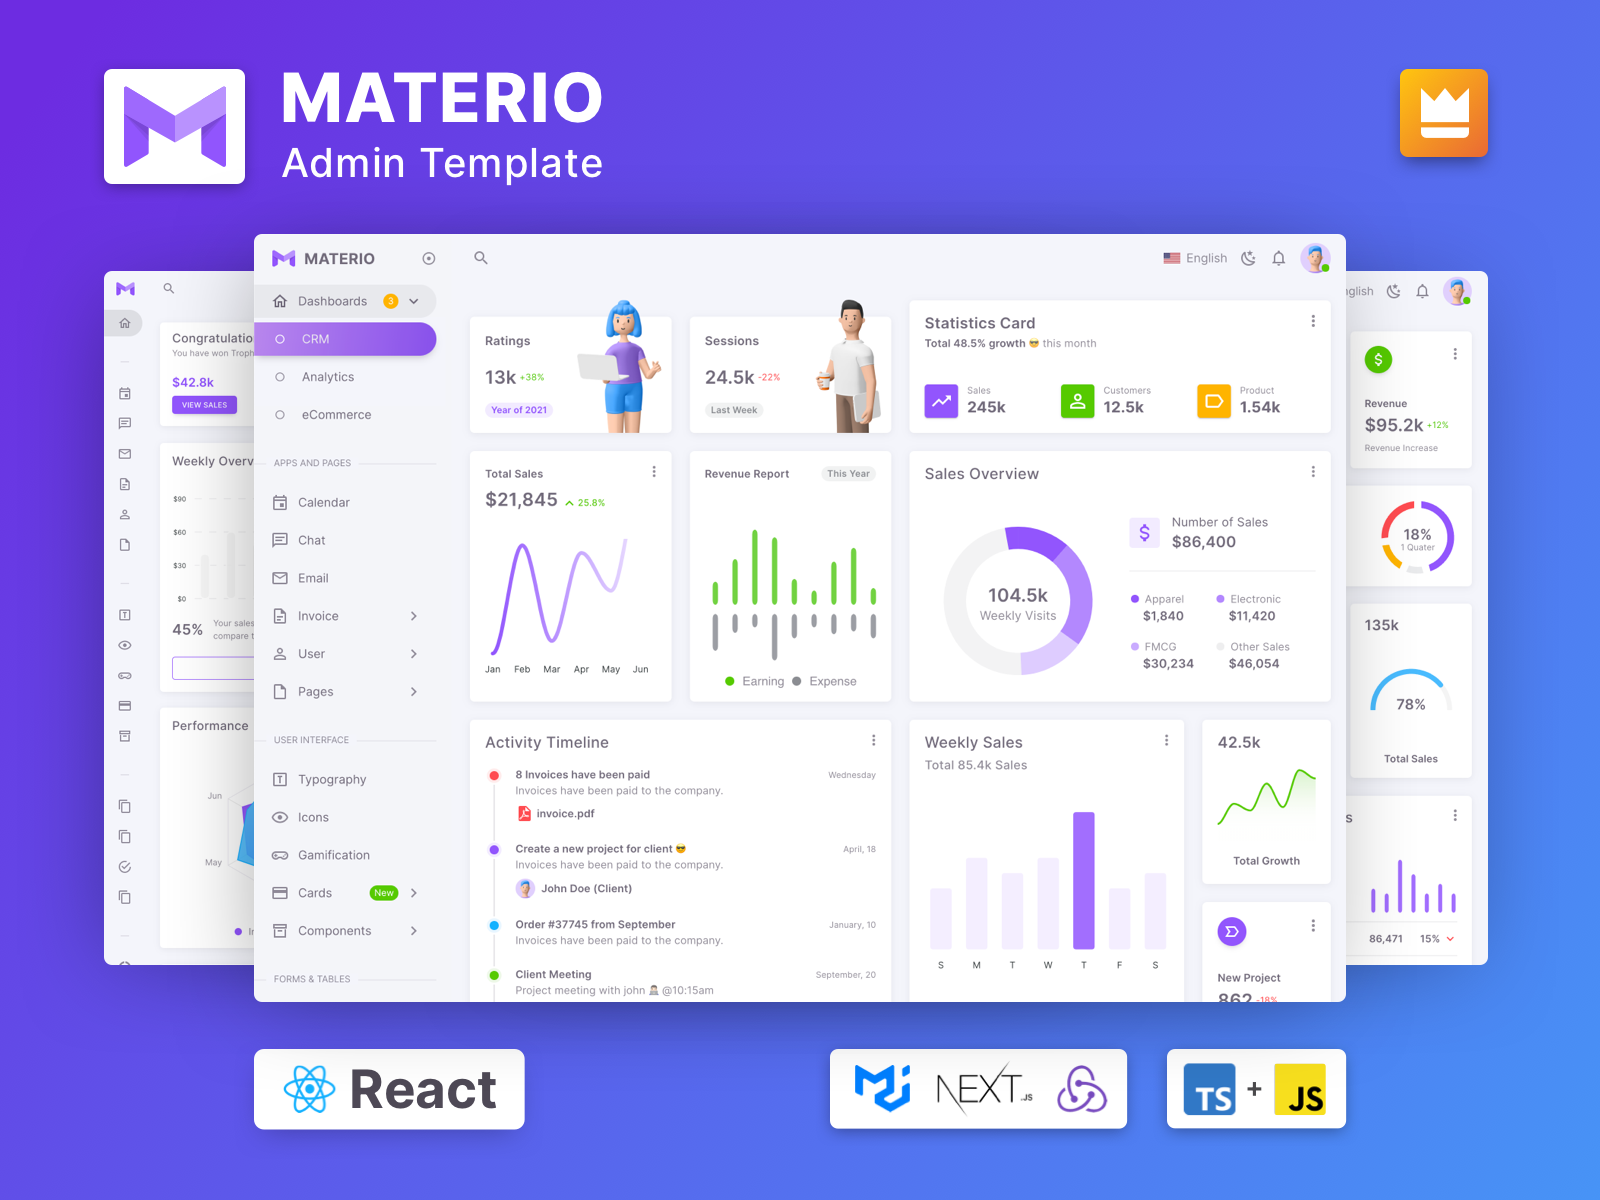 MATERIO
Admin Template
MATERIO
English
Dashboards 3
CRM
Analytics
eCommerce
APPS AND PAGES
Calendar
Chat
Email
Invoice
User
Pages
USER INTERFACE
Typography
Icons
Gamification
Cards New
Components
FORMS & TABLES
Ratings
13k +38%
Year of 2021
Sessions
24.5k -22%
Last Week
Statistics Card
Total 48.5% growth 😎 this month
Sales
245k
Customers
12.5k
Product
1.54k
Total Sales
$21,845 25.8%
Jan Feb Mar Apr May Jun
Revenue Report This Year
Earning Expense
Sales Overview
104.5k
Weekly Visits
Number of Sales
$86,400
Apparel
$1,840
Electronic
$11,420
FMCG
$30,234
Other Sales
$46,054
Activity Timeline
8 Invoices have been paid Wednesday
Invoices have been paid to the company.
invoice.pdf
Create a new project for client 😎 April, 18
Invoices have been paid to the company.
John Doe (Client)
Order #37745 from September January, 10
Invoices have been paid to the company.
Client Meeting September, 20
Project meeting with john @10:15am
Weekly Sales
Total 85.4k Sales
S M T W T F S
42.5k
Total Growth
New Project
862 -18%
Congratulatio
You have won Troph
$42.8k
VIEW SALES
Weekly Overv
$90
$60
$30
$0
45%
Your sales
compare t
Performance
Jun
May
In
nglish
$
Revenue
$95.2k +12%
Revenue Increase
18%
1 Quater
135k
78%
Total Sales
s
86,471 15%
React
NEXT.JS
TS + JS